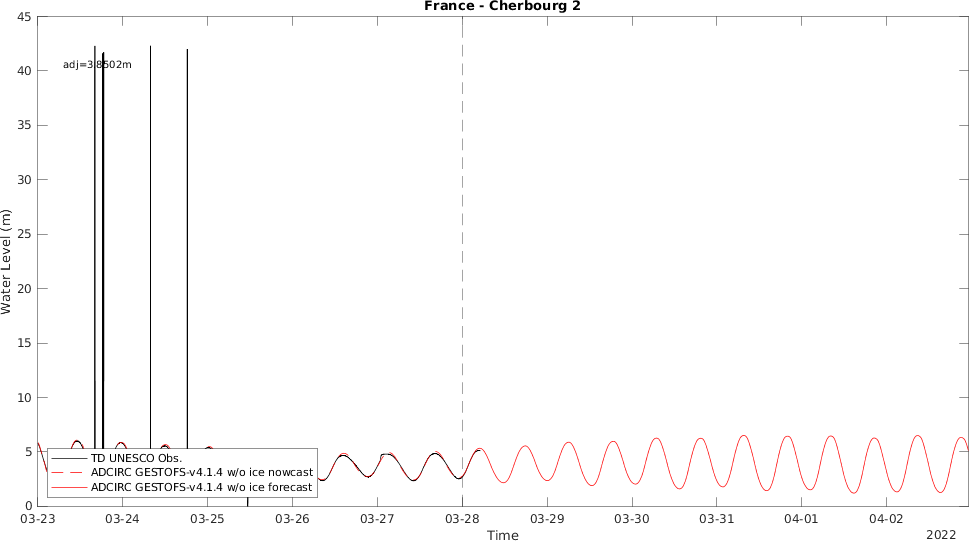 France - Cherbourg 2
45
40
35
30
25
20
15
10
5
0
Water Level (m)
adj=3.8502m
TD UNESCO Obs.
ADCIRC GESTOFS-v4.1.4 w/o ice nowcast
ADCIRC GESTOFS-v4.1.4 w/o ice forecast
03-23 03-24 03-25 03-26 03-27 03-28 03-29 03-30 03-31 04-01 04-02
Time
2022